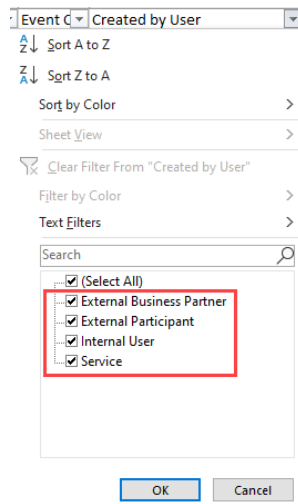 Event C Created by User
Sort A to Z
Sort Z to A
Sort by Color
Sheet View
Clear Filter From "Created by User"
Filter by Color
Text Filters
Search
(Select All)
External Business Partner
External Participant
Internal User
Service
OK Cancel